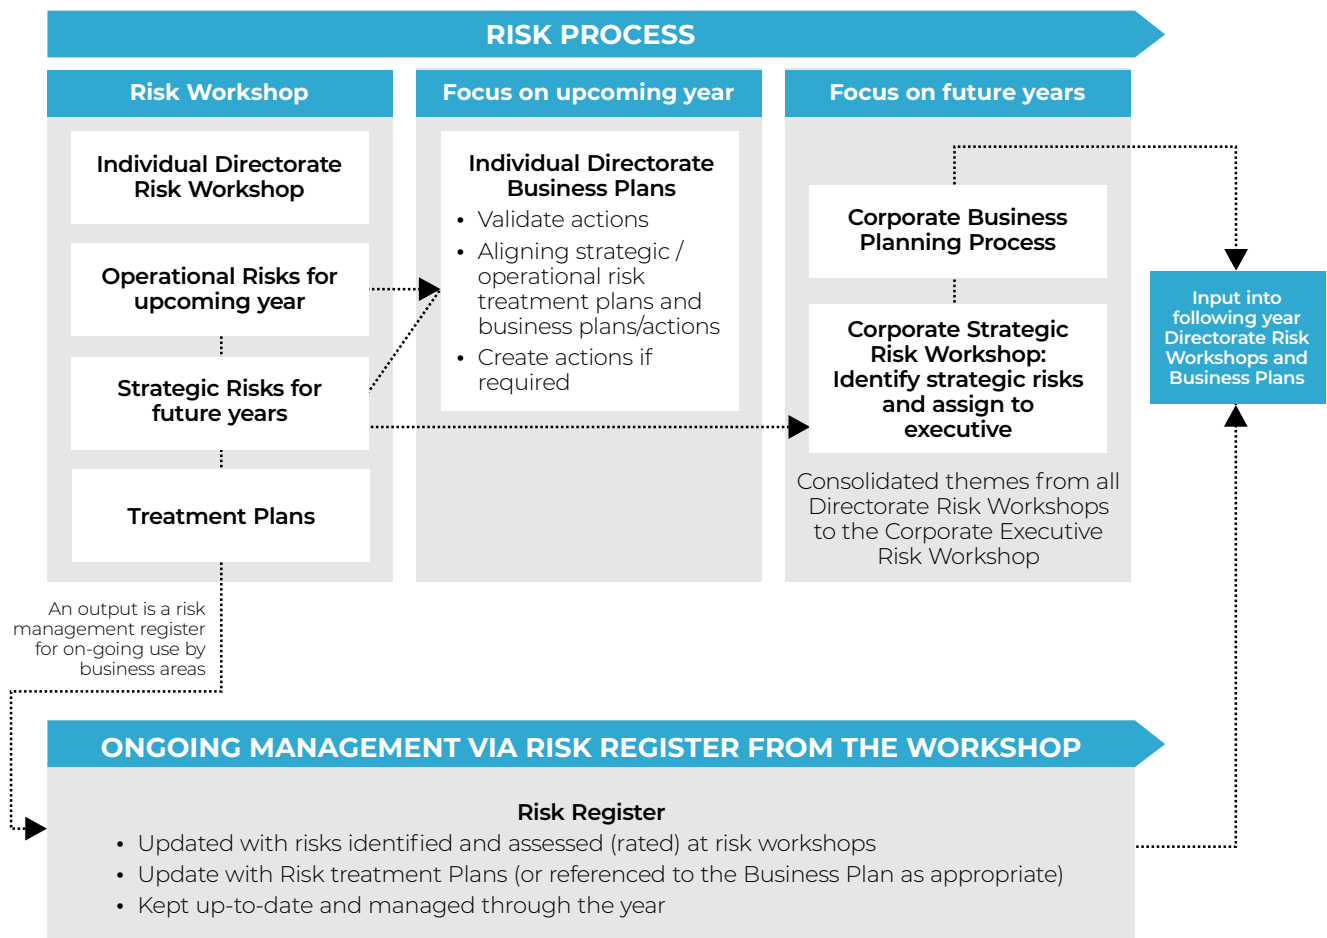 RISK PROCESS
Risk Workshop
Individual Directorate
Risk Workshop
Operational Risks for
upcoming year
Strategic Risks for
future years
Treatment Plans
An output is a risk
management register
for on-going use by
business areas
Focus on upcoming year
Individual Directorate
Business Plans
• Validate actions
• Aligning strategic /
operational risk
treatment plans and
business plans/actions
• Create actions if
required
Focus on future years
Corporate Business
Planning Process
Corporate Strategic
Risk Workshop:
Identify strategic risks
and assign to
executive
Consolidated themes from all
Directorate Risk Workshops
to the Corporate Executive
Risk Workshop
Input into
following year
Directorate Risk
Workshops and
Business Plans
ONGOING MANAGEMENT VIA RISK REGISTER FROM THE WORKSHOP
Risk Register
• Updated with risks identified and assessed (rated) at risk workshops
• Update with Risk treatment Plans (or referenced to the Business Plan as appropriate)
• Kept up-to-date and managed through the year